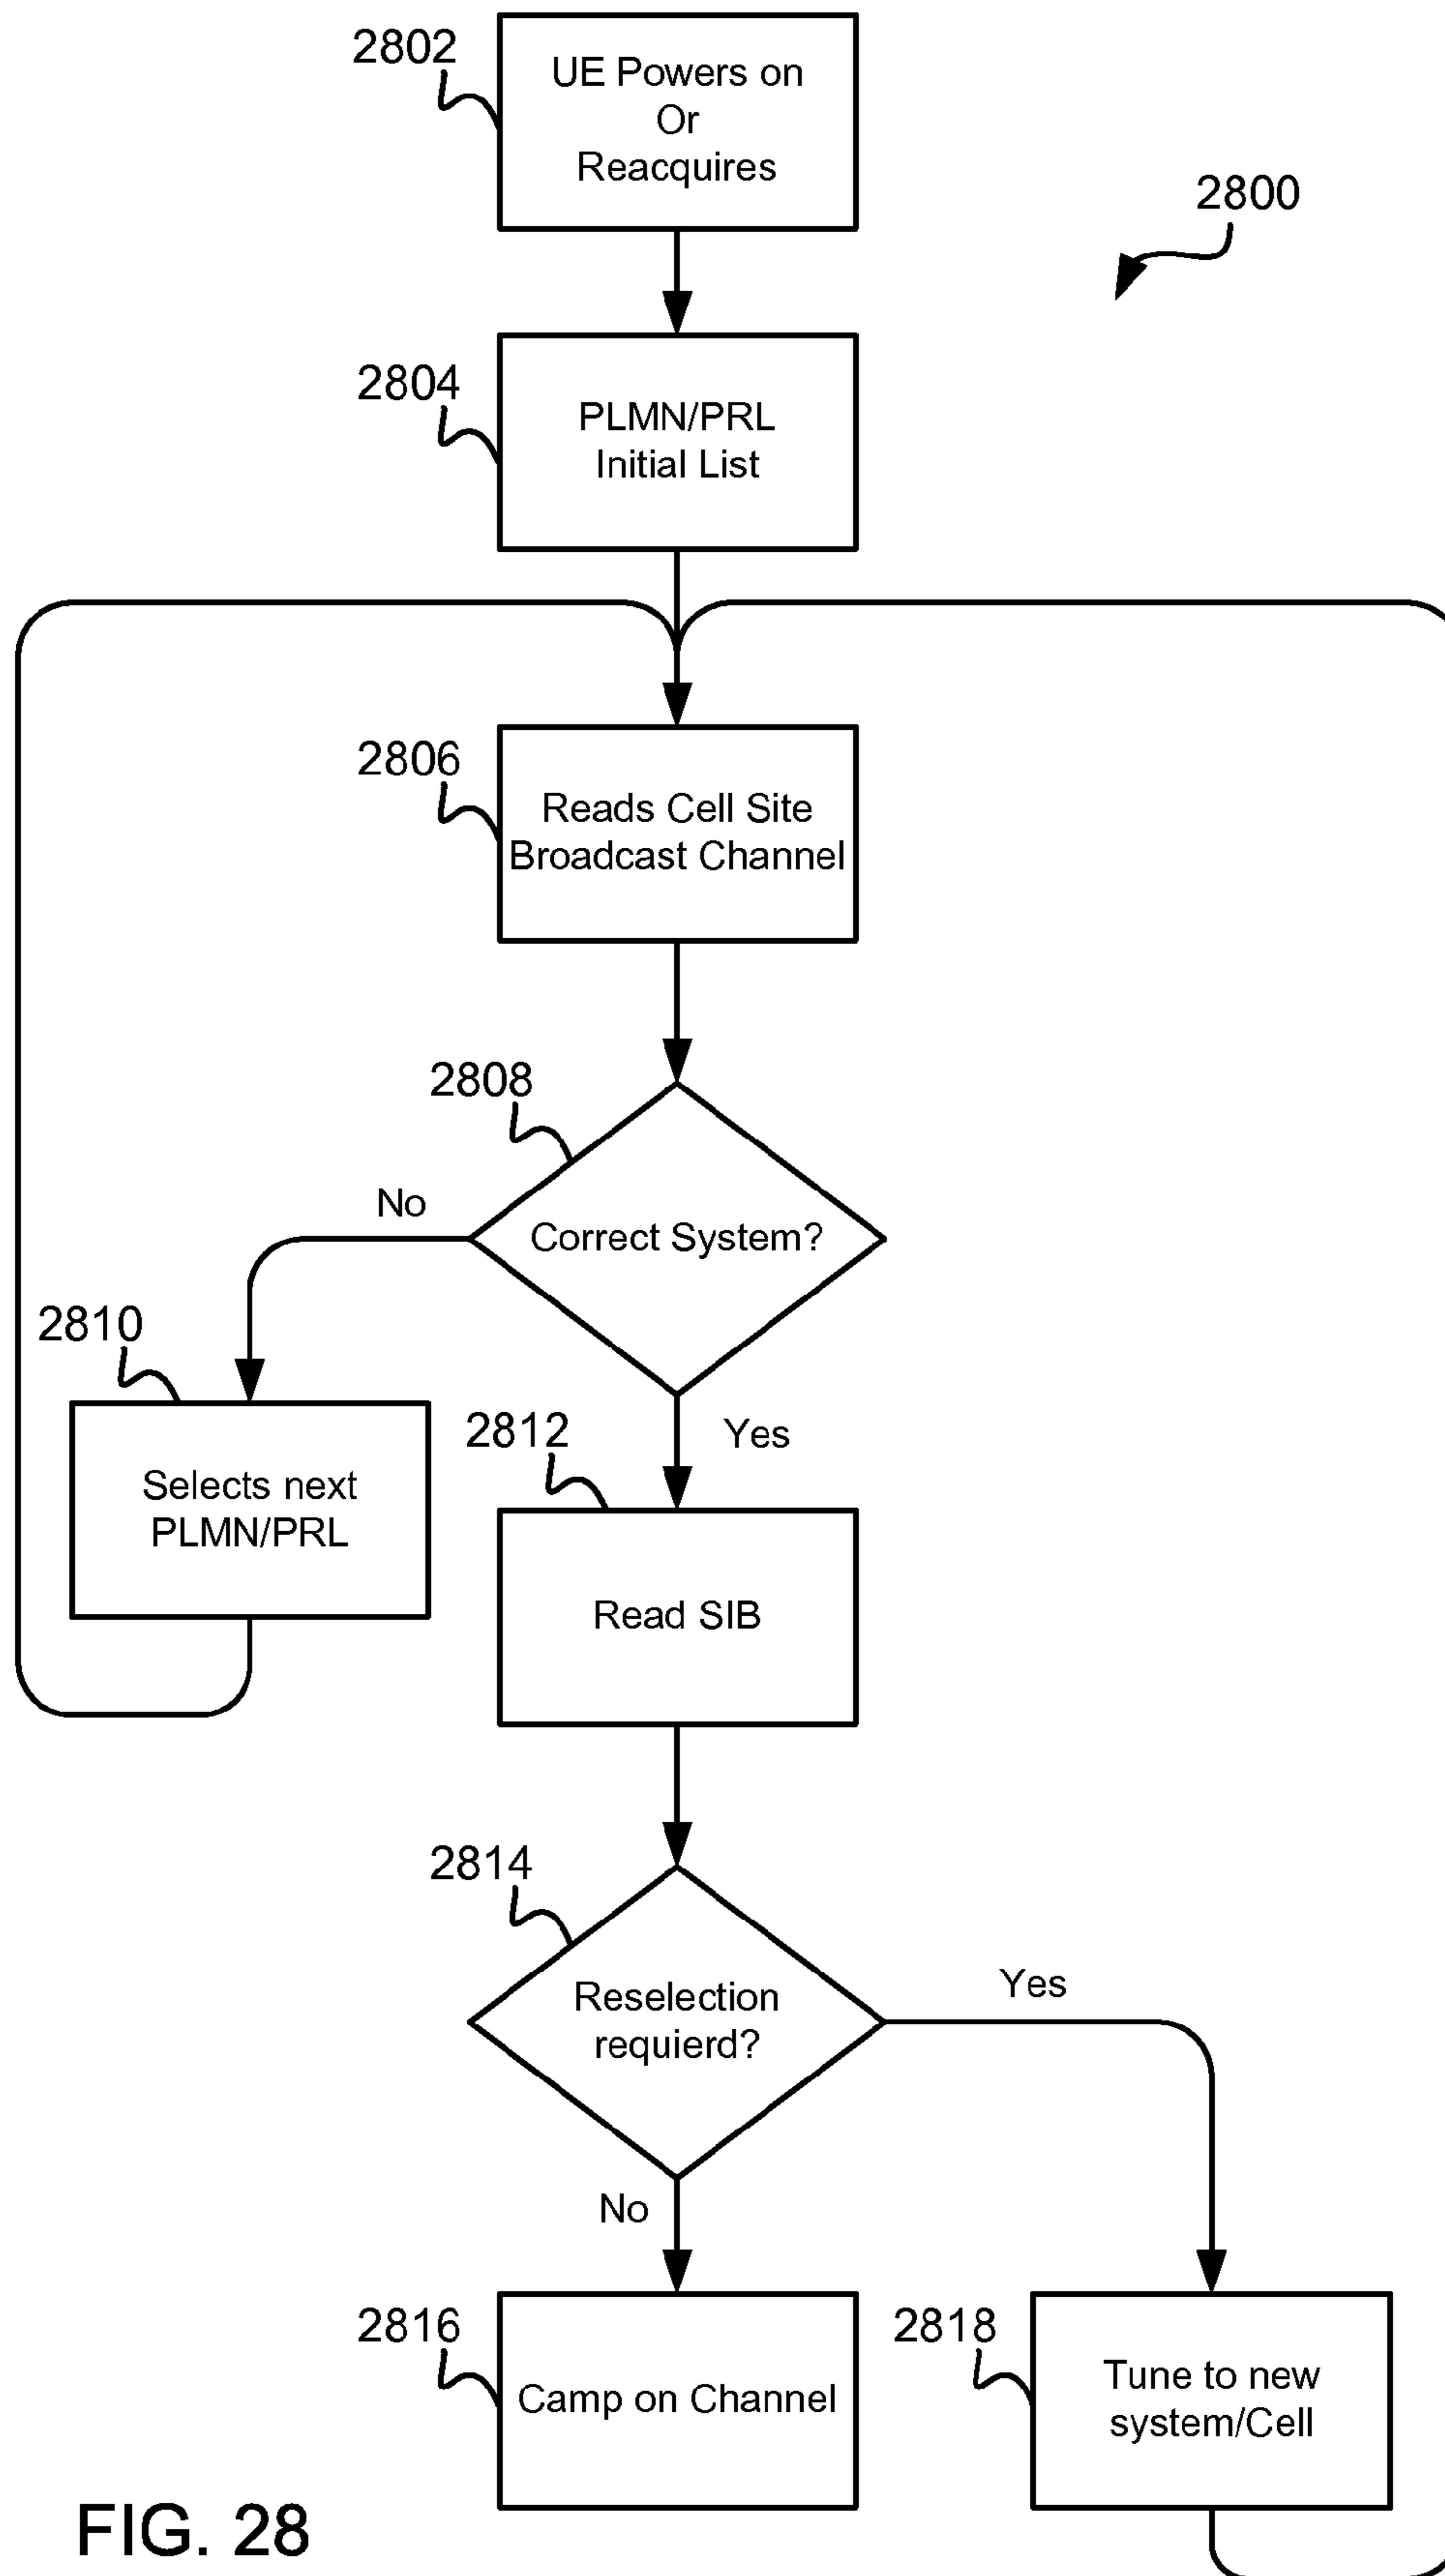 2802
UE Powers on
Or
Reacquires
2800
2804
PLMN/PRL
Initial List
2806
Reads Cell Site
Broadcast Channel
2808
Correct System?
No
Yes
2810
Selects next
PLMN/PRL
2812
Read SIB
2814
Reselection
requierd?
Yes
No
2816
Camp on Channel
2818
Tune to new
system/Cell
FIG. 28